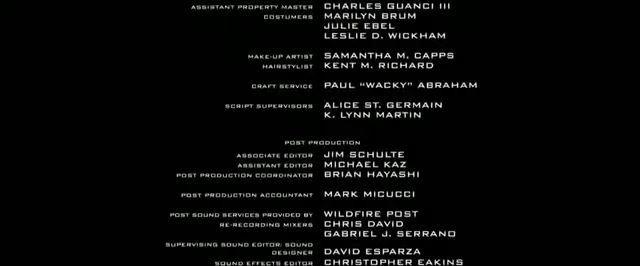 ASSISTANT PROPERTY MASTER CHARLES GUANCI III
COSTUMERS MARILYN BRUM
JULIE EBEL
LESLIE D. WICKHAM
MAKE-UP ARTIST SAMANTHA M. CAPPS
HAIRSTYLIST KENT M. RICHARD
CRAFT SERVICE PAUL "WACKY" ABRAHAM
SCRIPT SUPERVISORS ALICE ST. GERMAIN
K. LYNN MARTIN
POST PRODUCTION
ASSOCIATE EDITOR JIM SCHULTE
ASSISTANT EDITOR MICHAEL KAZ
POST PRODUCTION COORDINATOR BRIAN HAYASHI
POST PRODUCTION ACCOUNTANT MARK MICUCCI
POST SOUND SERVICES PROVIDED BY WILDFIRE POST
RE-RECORDING MIXERS CHRIS DAVID
GABRIEL J. SERRANO
SUPERVISING SOUND EDITOR/ SOUND
DESIGNER DAVID ESPARZA
SOUND EFFECTS EDITOR CHRISTOPHER EAKINS